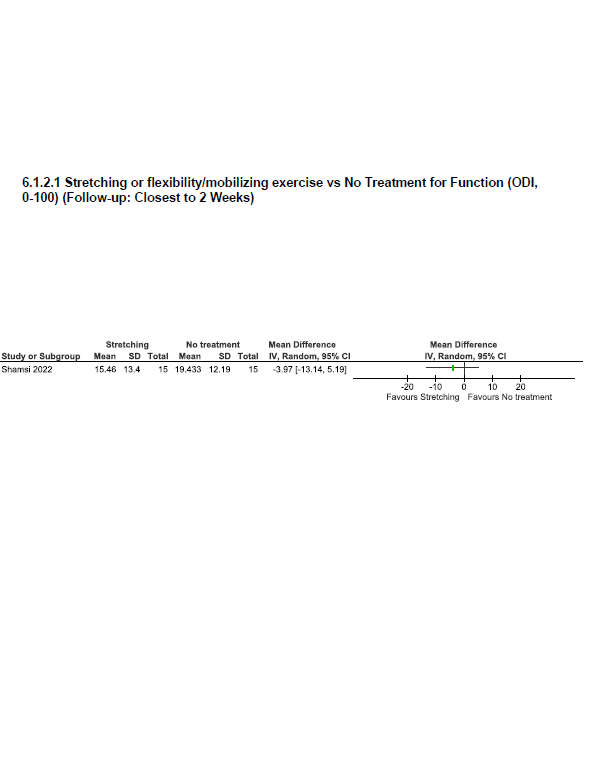 6.1.2.1 Stretching or flexibility/mobilizing exercise vs No Treatment for Function (ODI,
0-100) (Follow-up: Closest to 2 Weeks)
Stretching No treatment Mean Difference Mean Difference
Study or Subgroup Mean SD Total Mean SD Total IV, Random, 95% CI IV, Random, 95% CI
Shamsi 2022 15.46 13.4 15 19.433 12.19 15 -3.97 [-13.14, 5.19]
-20 -10 0 10 20
Favours Stretching Favours No treatment